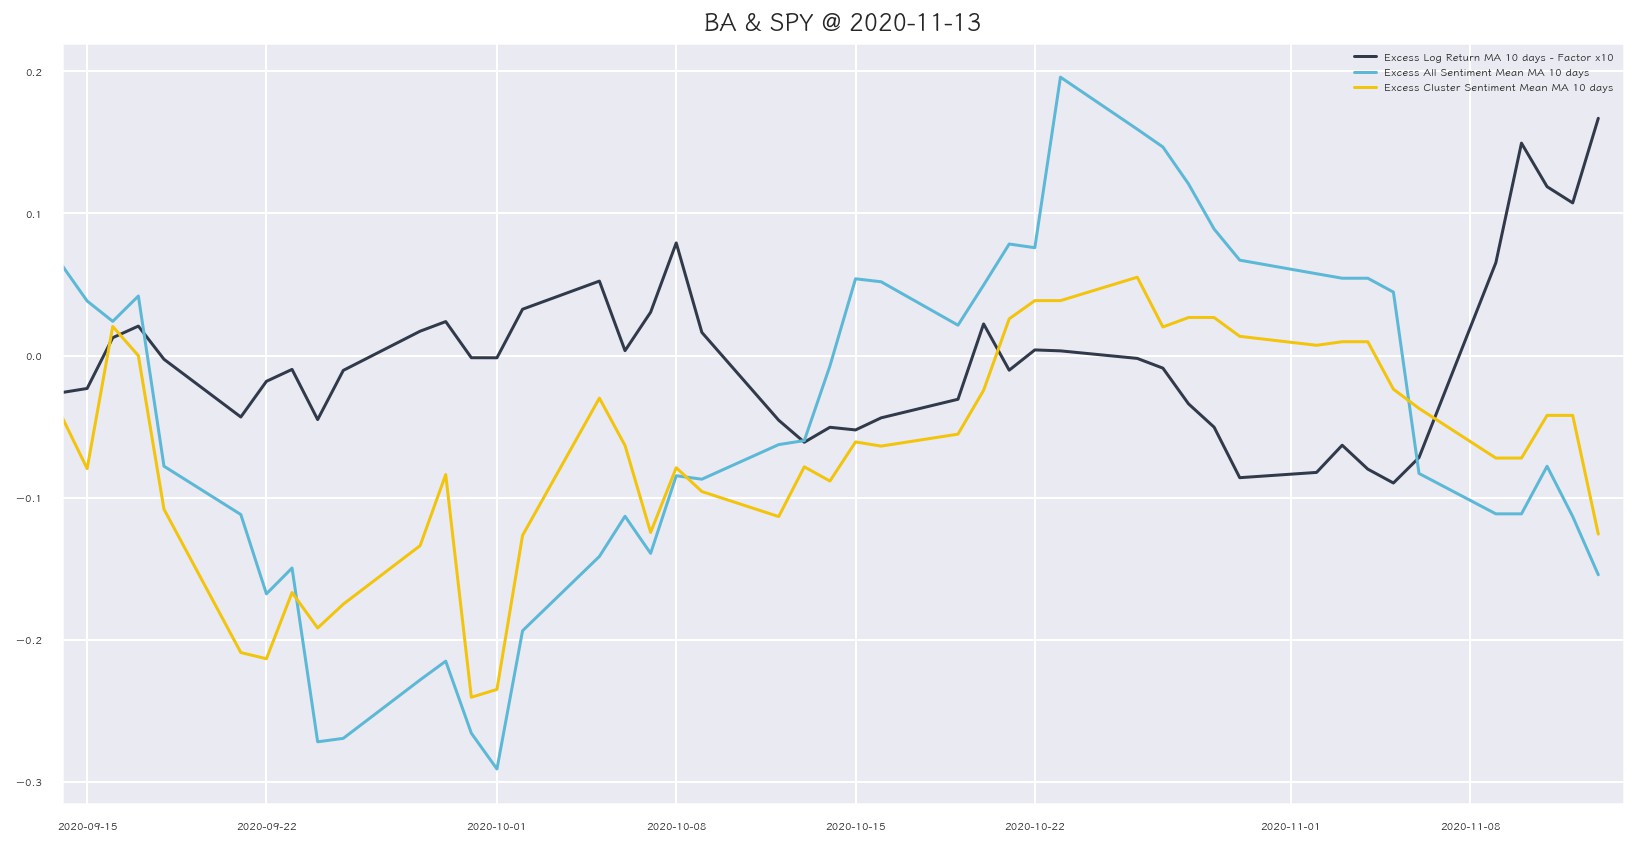 BA & SPY @ 2020-11-13
Excess Log Return MA 10 days - Factor x10
Excess All Sentiment Mean MA 10 days
Excess Cluster Sentiment Mean MA 10 days
0.2
0.1
0.0
−0.1
−0.2
−0.3
2020-09-15 2020-09-22 2020-10-01 2020-10-08 2020-10-15 2020-10-22 2020-11-01 2020-11-08